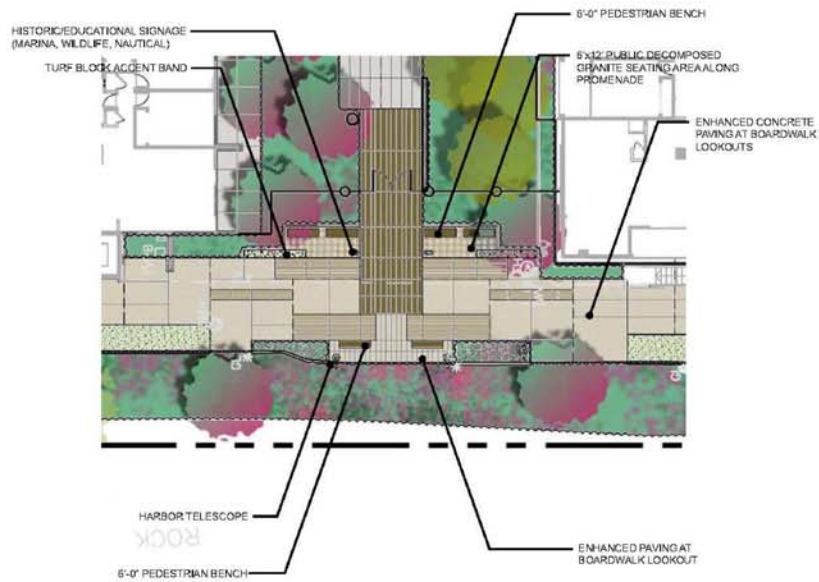 6'-0" PEDESTRIAN BENCH
HISTORIC/EDUCATIONAL SIGNAGE
(MARINA, WILDLIFE, NAUTICAL)
TURF BLOCK ACCENT BAND
5'x12' PUBLIC DECOMPOSED
GRANITE SEATING AREA ALONG
PROMENADE
ENHANCED CONCRETE
PAVING AT BOARDWALK
LOOKOUTS
HARBOR TELESCOPE
ROCK
6'-0" PEDESTRIAN BENCH
ENHANCED PAVING AT
BOARDWALK LOOKOUT